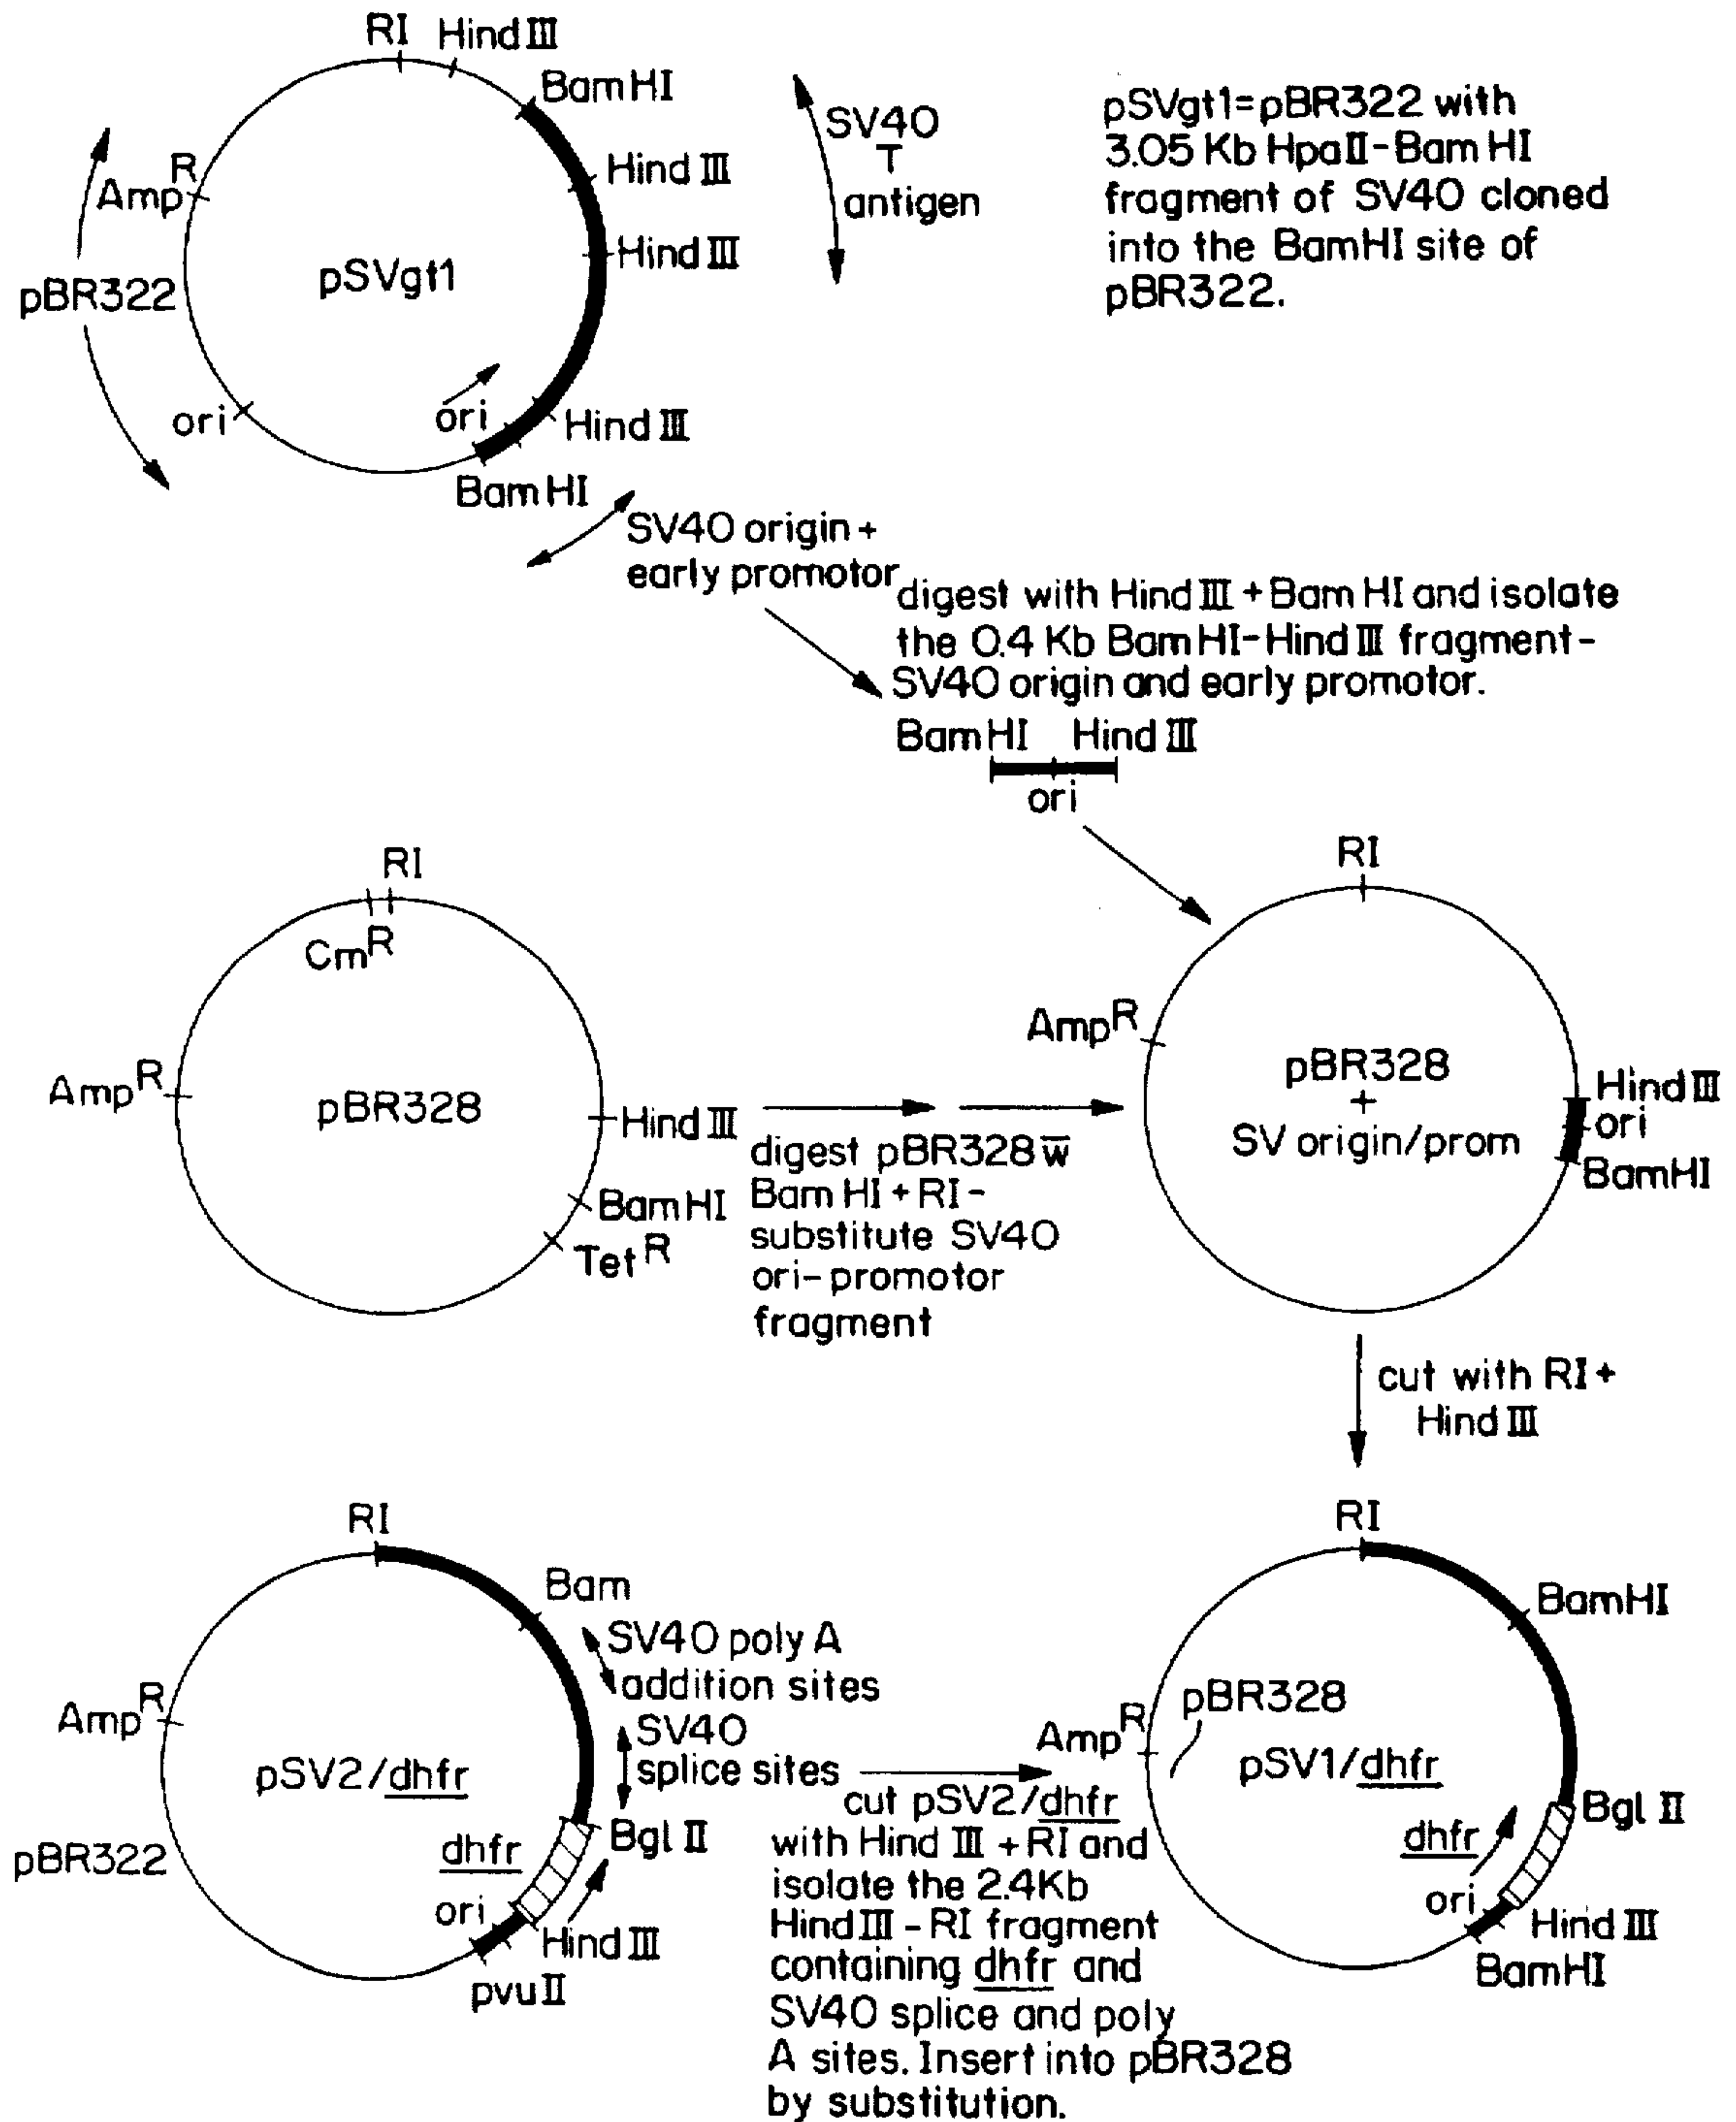 RI
Hind III
BamHI
Hind III
Hind III
Amp R
pBR322
pSVgt1
ori
ori
Hind III
BamHI
SV40
T
antigen
pSVgt1=pBR322 with
3.05 Kb HpaII-Bam HI
fragment of SV40 cloned
into the BamHI site of
pBR322.
SV40 origin +
early promotor
digest with Hind III + Bam HI and isolate
the 0.4 Kb Bam HI-Hind III fragment-
SV40 origin and early promotor.
BamHI Hind III
ori
RI
Cm R
Amp R
pBR328
Hind III
BamHI
Tet R
digest pBR328 w̅
Bam HI + RI -
substitute SV40
ori-promotor
fragment
RI
Amp R
pBR328
+
SV origin/prom
Hind III
ori
BamHI
cut with RI +
Hind III
RI
Bam
SV40 poly A
addition sites
SV40
splice sites
Amp R
pSV2/dhfr
pBR322
dhfr
Bgl II
ori
Hind III
pvu II
cut pSV2/dhfr
with Hind III + RI and
isolate the 2.4Kb
Hind III - RI fragment
containing dhfr and
SV40 splice and poly
A sites. Insert into pBR328
by substitution.
RI
BamHI
pBR328
Amp R
pSV1/dhfr
Bgl II
dhfr
ori
Hind III
BamHI